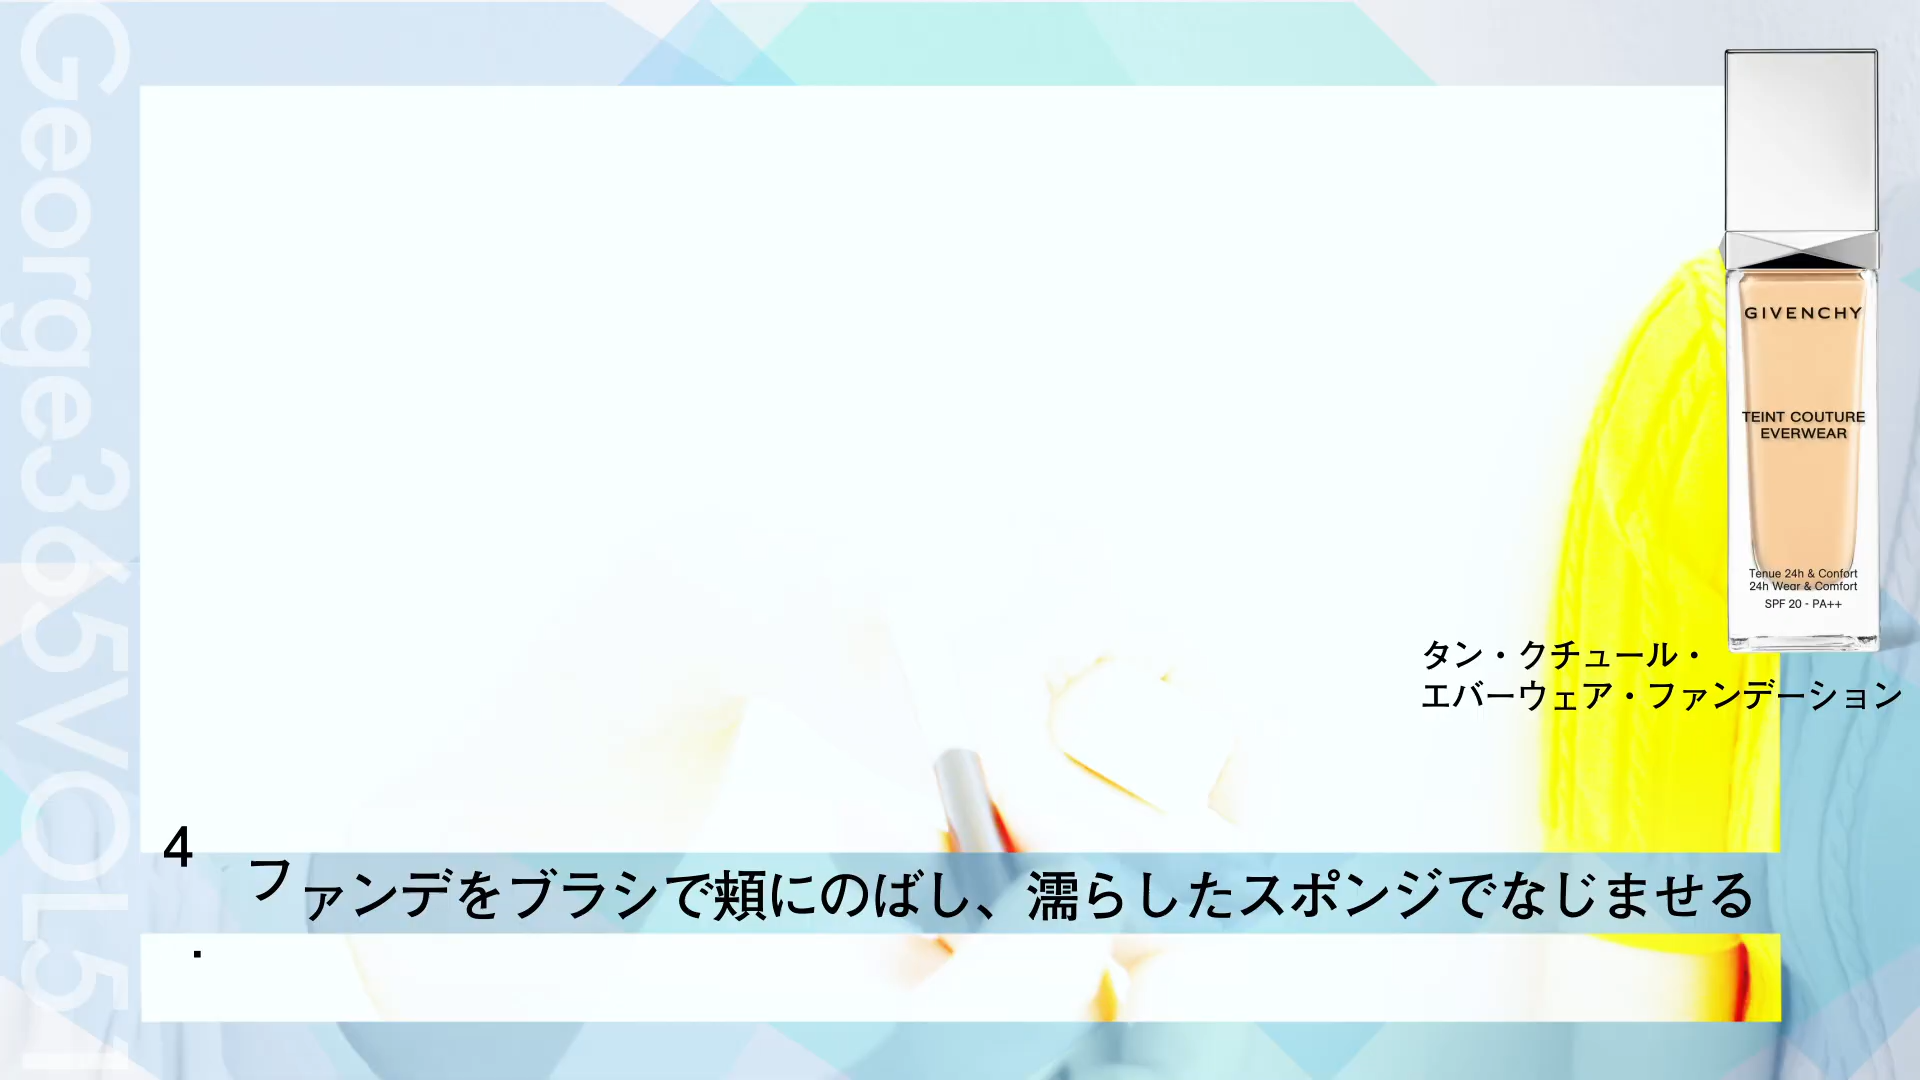 George365VOL51
GIVENCHY
TEINT COUTURE
EVERWEAR
Tenue 24h & Confort
24h Wear & Comfort
SPF 20 - PA++
タン・クチュール・
エバーウェア・ファンデーション
4.
ファンデをブラシで頬にのばし、濡らしたスポンジでなじませる